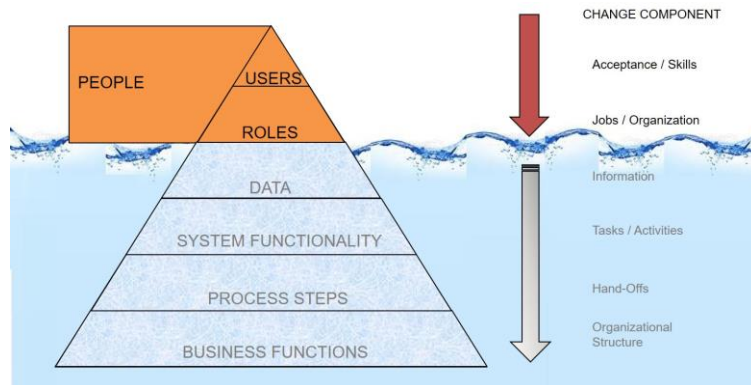 CHANGE COMPONENT
PEOPLE
USERS
Acceptance / Skills
ROLES
Jobs / Organization
DATA
Information
SYSTEM FUNCTIONALITY
Tasks / Activities
PROCESS STEPS
Hand-Offs
BUSINESS FUNCTIONS
Organizational
Structure